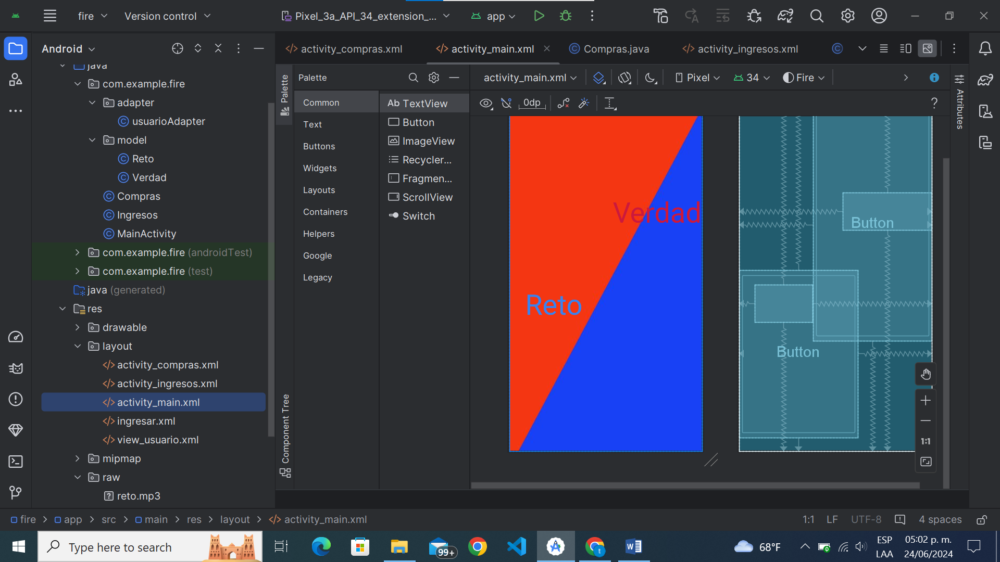 fire
Version control
Pixel_3a_API_34_extension_...
app
Android
activity_compras.xml
activity_main.xml
Compras.java
activity_ingresos.xml
java
com.example.fire
adapter
usuarioAdapter
model
Reto
Verdad
Compras
Ingresos
MainActivity
com.example.fire (androidTest)
com.example.fire (test)
java (generated)
res
drawable
layout
activity_compras.xml
activity_ingresos.xml
activity_main.xml
ingresar.xml
view_usuario.xml
mipmap
raw
reto.mp3
Palette
Component Tree
Palette
Common
Text
Buttons
Widgets
Layouts
Containers
Helpers
Google
Legacy
Ab TextView
Button
ImageView
Recycler...
Fragmen...
ScrollView
Switch
activity_main.xml
Pixel
34
Fire
0dp
?
Verdad
Reto
Button
Button
1:1
Attributes
fire > app > src > main > res > layout > activity_main.xml
1:1 LF UTF-8 4 spaces
Type here to search
99+
68°F
ESP
LAA
05:02 p. m.
24/06/2024